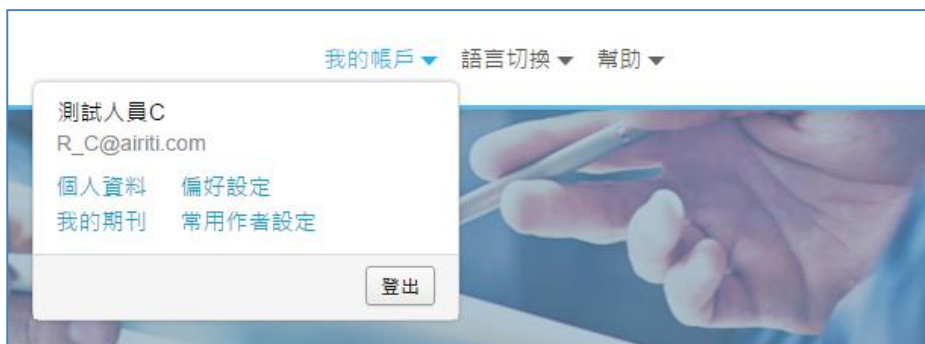 我的帳戶 語言切換 幫助
測試人員C
R_C@airiti.com
個人資料 偏好設定
我的期刊 常用作者設定
登出